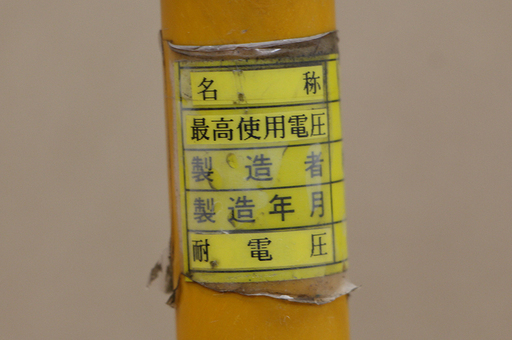 名称
最高使用電圧
製造者
製造年月
耐電圧